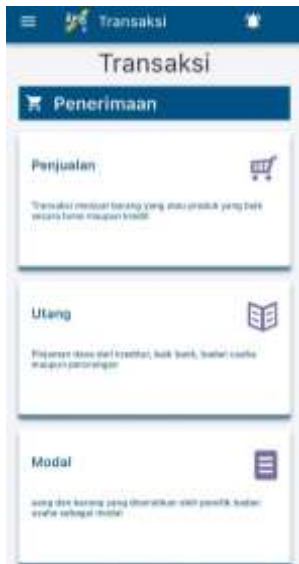 Transaksi
Transaksi
Penerimaan
Penjualan
Transaksi menjual barang yang atau produk yang baik
secara tunai maupun kredit
Utang
Pinjaman dana dari kreditur, baik bank, badan usaha
maupun perorangan
Modal
uang dan barang yang diserahkan oleh pemilik badan
usaha sebagai modal